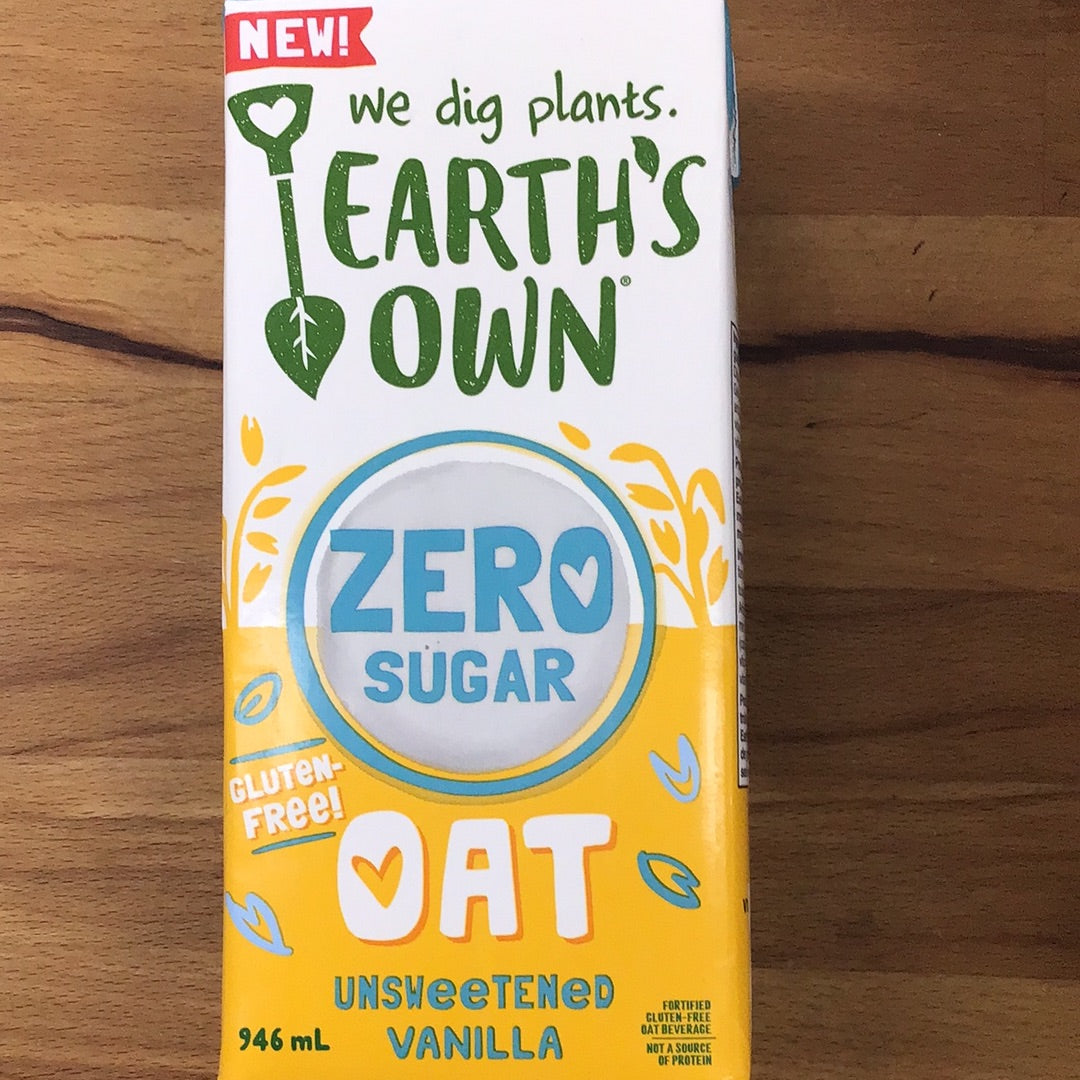 NEW!
we dig plants.
EARTH'S
OWN®
ZERO
SUGAR
GLUTEN-
FREE!
OAT
UNSWEETENED
VANILLA
946 mL
FORTIFIED
GLUTEN-FREE
OAT BEVERAGE
NOT A SOURCE
OF PROTEIN